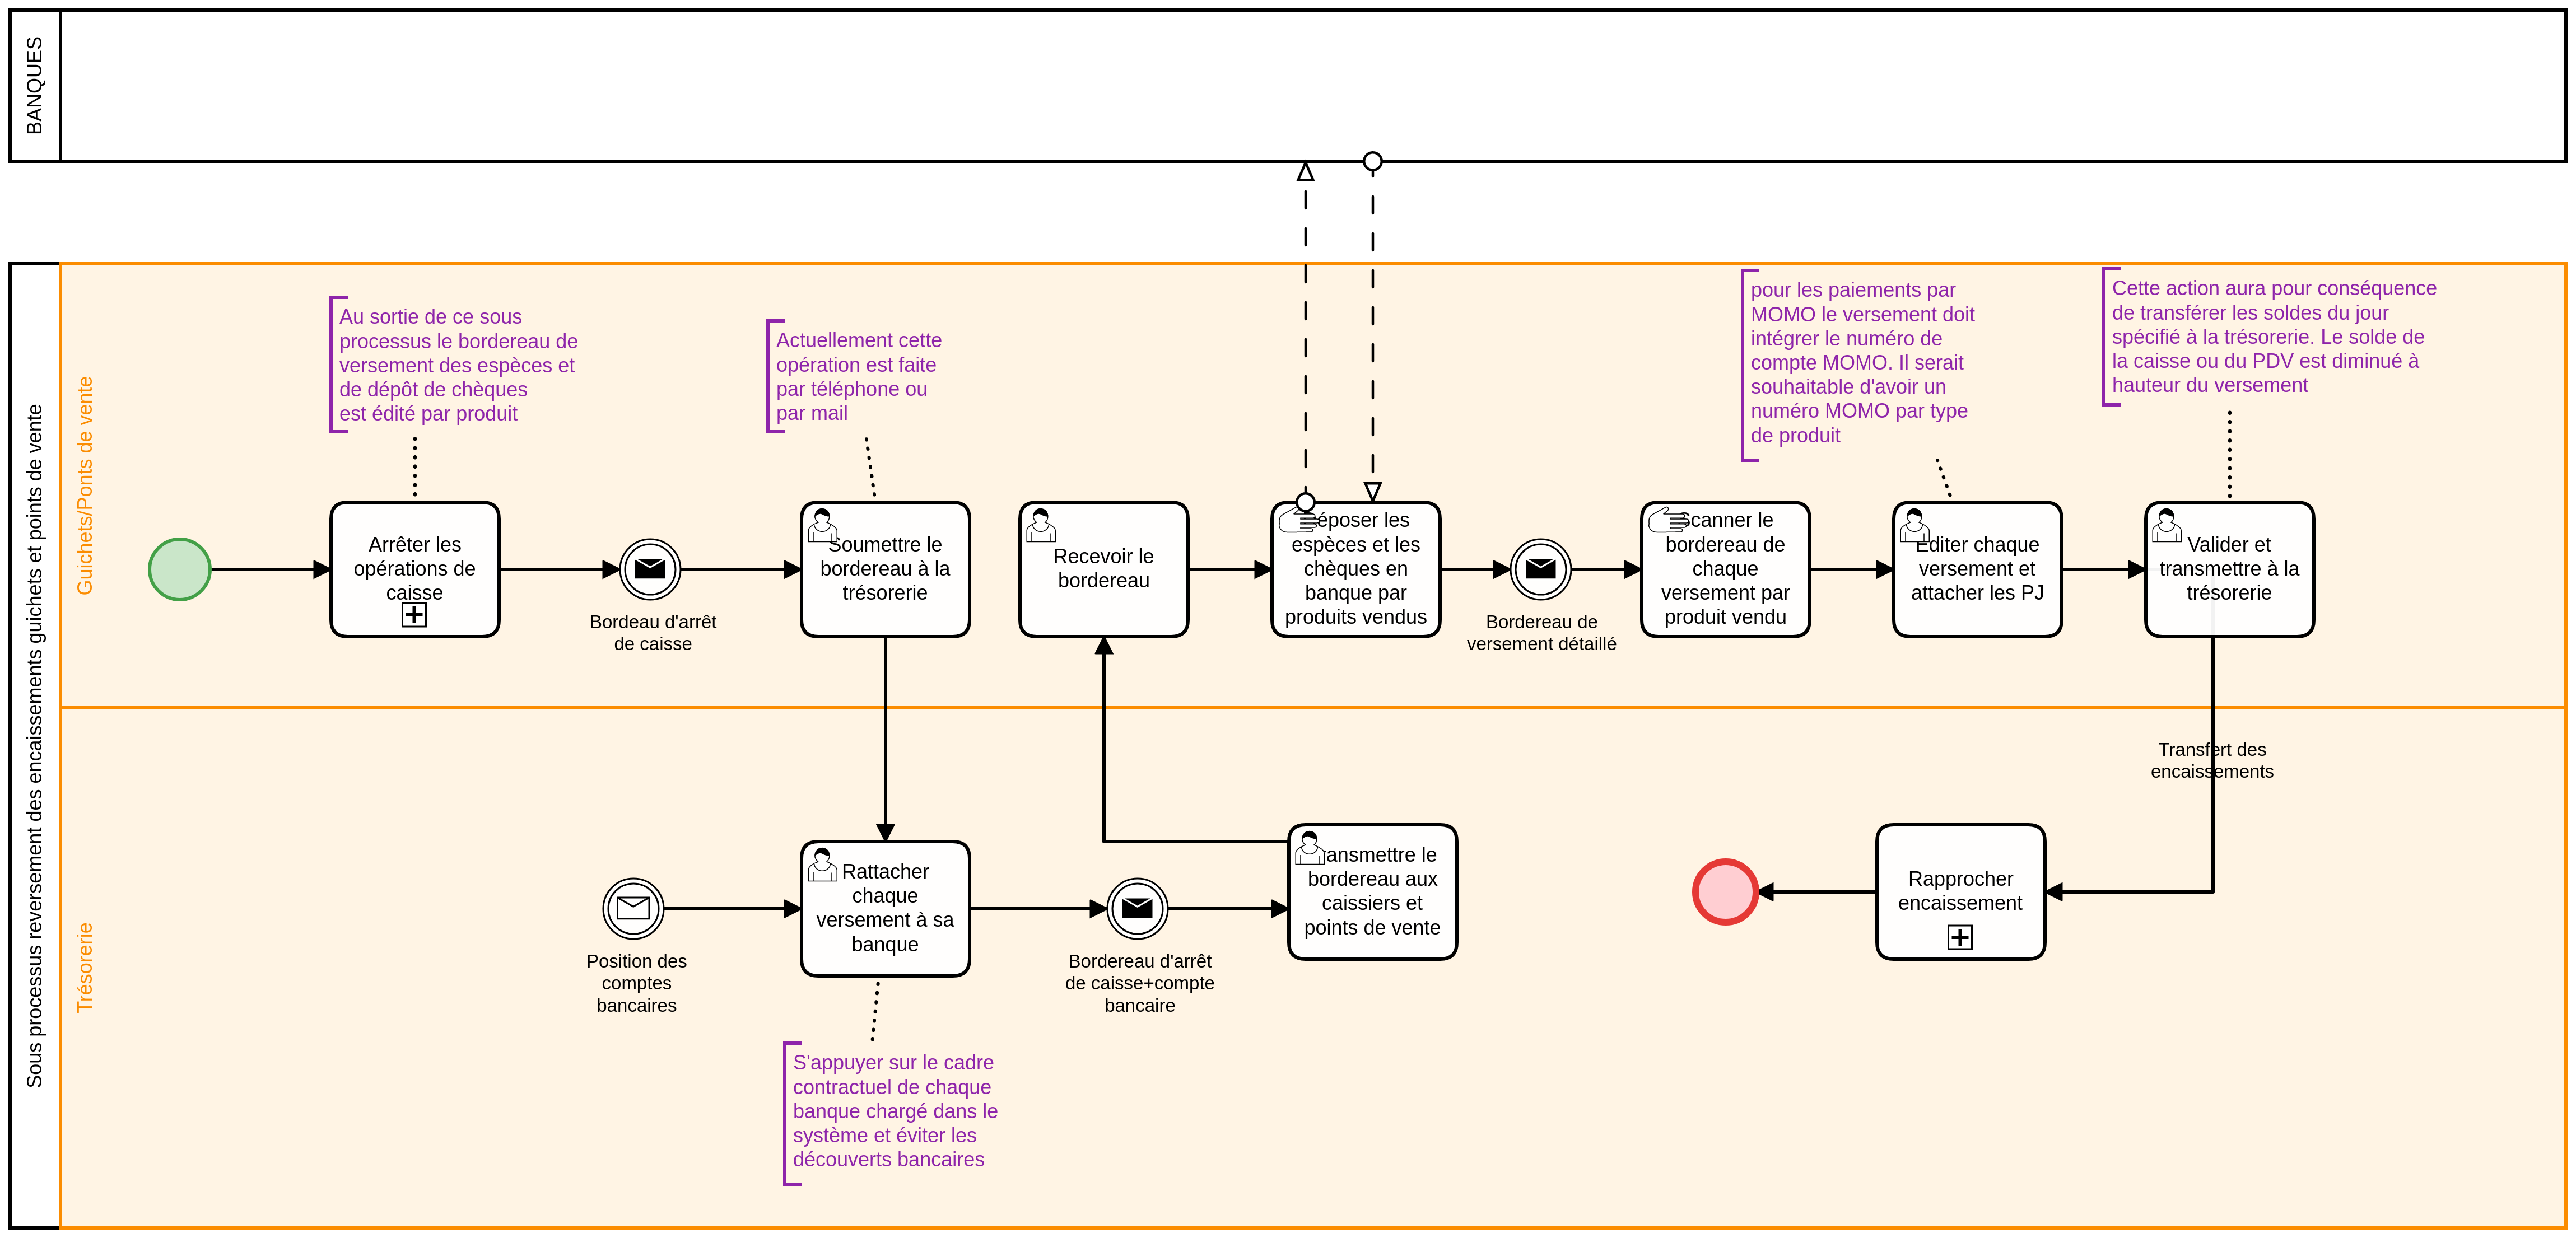 BANQUES
Sous processus reversement des encaissements guichets et points de vente
Guichets/Ponts de vente
Au sortie de ce sous
processus le bordereau de
versement des espèces et
de dépôt de chèques
est édité par produit
Actuellement cette
opération est faite
par téléphone ou
par mail
pour les paiements par
MOMO le versement doit
intégrer le numéro de
compte MOMO. Il serait
souhaitable d'avoir un
numéro MOMO par type
de produit
Cette action aura pour conséquence
de transférer les soldes du jour
spécifié à la trésorerie. Le solde de
la caisse ou du PDV est diminué à
hauteur du versement
Arrêter les
opérations de
caisse
Bordeau d'arrêt
de caisse
Soumettre le
bordereau à la
trésorerie
Recevoir le
bordereau
Déposer les
espèces et les
chèques en
banque par
produits vendus
Bordereau de
versement détaillé
Scanner le
bordereau de
chaque
versement par
produit vendu
Editer chaque
versement et
attacher les PJ
Valider et
transmettre à la
trésorerie
Transfert des
encaissements
Trésorerie
Position des
comptes
bancaires
Rattacher
chaque
versement à sa
banque
Bordereau d'arrêt
de caisse+compte
bancaire
Transmettre le
bordereau aux
caissiers et
points de vente
Rapprocher
encaissement
S'appuyer sur le cadre
contractuel de chaque
banque chargé dans le
système et éviter les
découverts bancaires